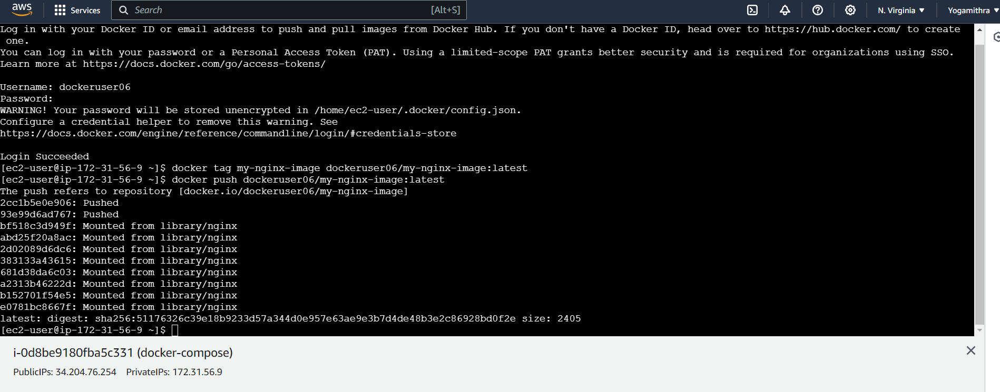 aws
Services
Search
[Alt+S]
N. Virginia
Yogamithra
Log in with your Docker ID or email address to push and pull images from Docker Hub. If you don't have a Docker ID, head over to https://hub.docker.com/ to create
one.
You can log in with your password or a Personal Access Token (PAT). Using a limited-scope PAT grants better security and is required for organizations using SSO.
Learn more at https://docs.docker.com/go/access-tokens/
Username: dockeruser06
Password:
WARNING! Your password will be stored unencrypted in /home/ec2-user/.docker/config.json.
Configure a credential helper to remove this warning. See
https://docs.docker.com/engine/reference/commandline/login/#credentials-store
Login Succeeded
[ec2-user@ip-172-31-56-9 ~]$ docker tag my-nginx-image dockeruser06/my-nginx-image:latest
[ec2-user@ip-172-31-56-9 ~]$ docker push dockeruser06/my-nginx-image:latest
The push refers to repository [docker.io/dockeruser06/my-nginx-image]
2cc1b5e0e906: Pushed
93e99d6ad767: Pushed
bf518c3d949f: Mounted from library/nginx
abd25f20a8ac: Mounted from library/nginx
2d02089d6dc6: Mounted from library/nginx
383133a43615: Mounted from library/nginx
681d38da6c03: Mounted from library/nginx
a2313b46222d: Mounted from library/nginx
b152701f54e5: Mounted from library/nginx
e0781bc8667f: Mounted from library/nginx
latest: digest: sha256:51176326c39e18b9233d57a344d0e957e63ae9e3b7d4de48b3e2c86928bd0f2e size: 2405
[ec2-user@ip-172-31-56-9 ~]$
i-0d8be9180fba5c331 (docker-compose)
PublicIPs: 34.204.76.254 PrivateIPs: 172.31.56.9